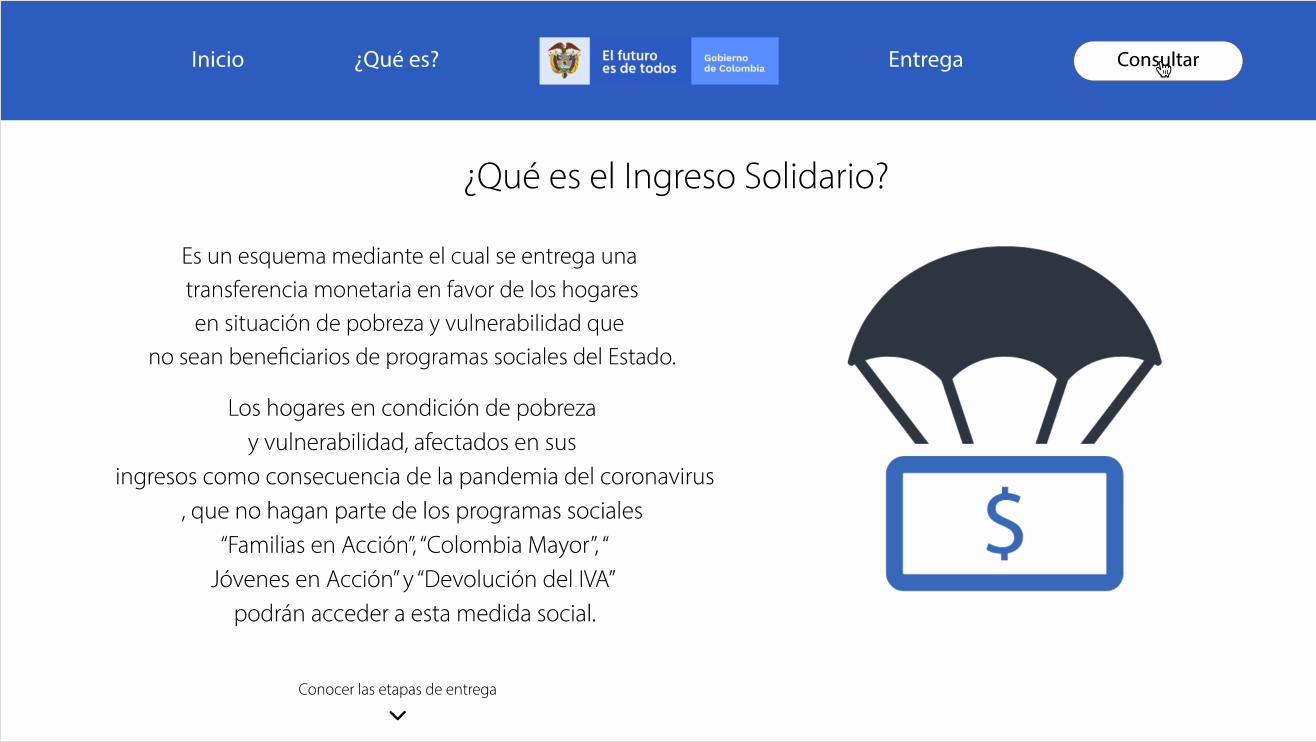 Inicio
¿Qué es?
El futuro
es de todos
Gobierno
de Colombia
Entrega
Consultar
¿Qué es el Ingreso Solidario?
Es un esquema mediante el cual se entrega una
transferencia monetaria en favor de los hogares
en situación de pobreza y vulnerabilidad que
no sean beneficiarios de programas sociales del Estado.
Los hogares en condición de pobreza
y vulnerabilidad, afectados en sus
ingresos como consecuencia de la pandemia del coronavirus
, que no hagan parte de los programas sociales
“Familias en Acción”, “Colombia Mayor”, “
Jóvenes en Acción” y “Devolución del IVA”
podrán acceder a esta medida social.
$
Conocer las etapas de entrega